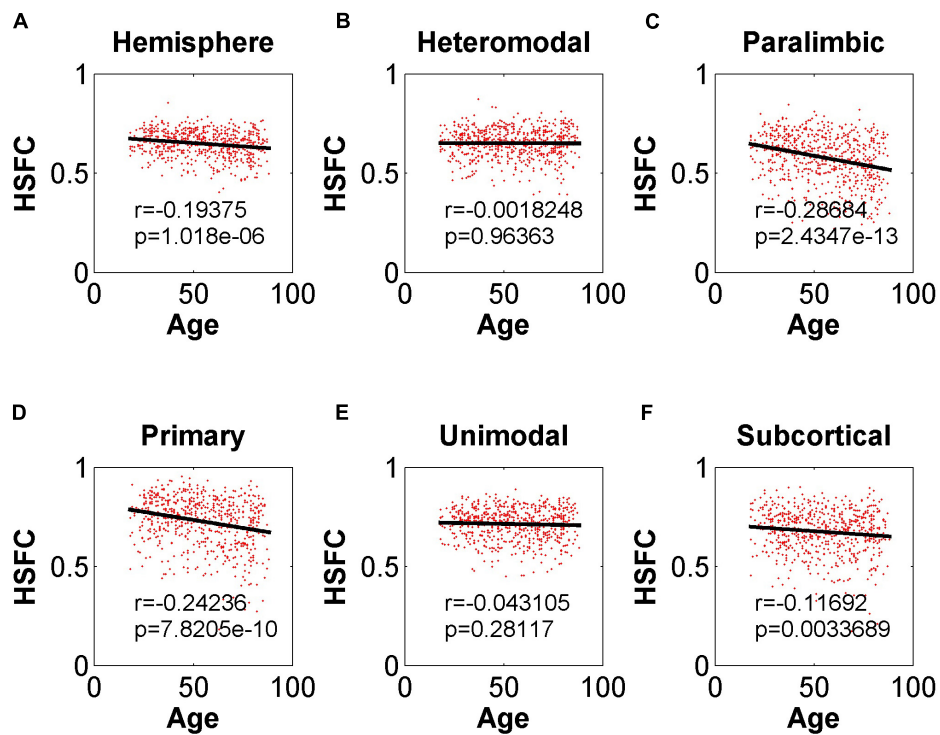 A
Hemisphere
1
0.5
0
HSFC
r=-0.19375
p=1.018e-06
0 50 100
Age
B
Heteromodal
1
0.5
0
HSFC
r=-0.0018248
p=0.96363
0 50 100
Age
C
Paralimbic
1
0.5
0
HSFC
r=-0.28684
p=2.4347e-13
0 50 100
Age
D
Primary
1
0.5
0
HSFC
r=-0.24236
p=7.8205e-10
0 50 100
Age
E
Unimodal
1
0.5
0
HSFC
r=-0.043105
p=0.28117
0 50 100
Age
F
Subcortical
1
0.5
0
HSFC
r=-0.11692
p=0.0033689
0 50 100
Age